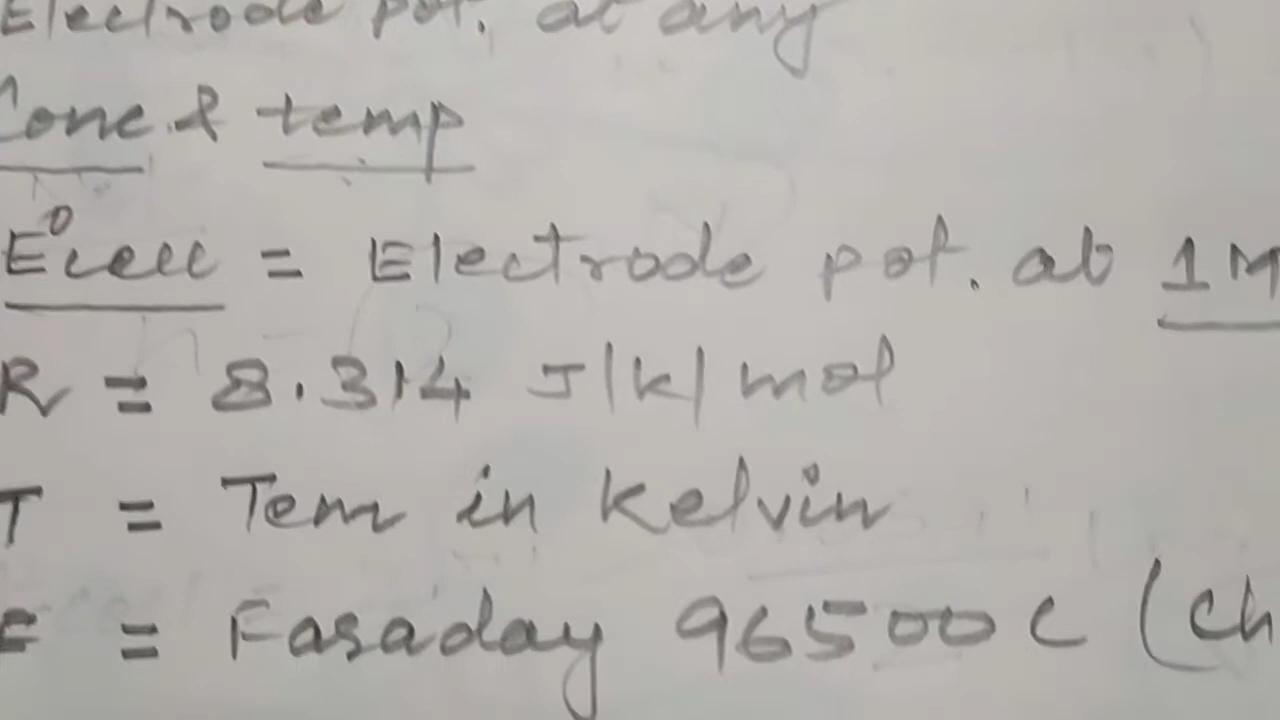 Electrode pot. at any
Conc & temp
E°cell = Electrode pot. at 1M
R = 8.314 J/K/mol
T = Tem in Kelvin
F = Faraday 96500 C (Ch